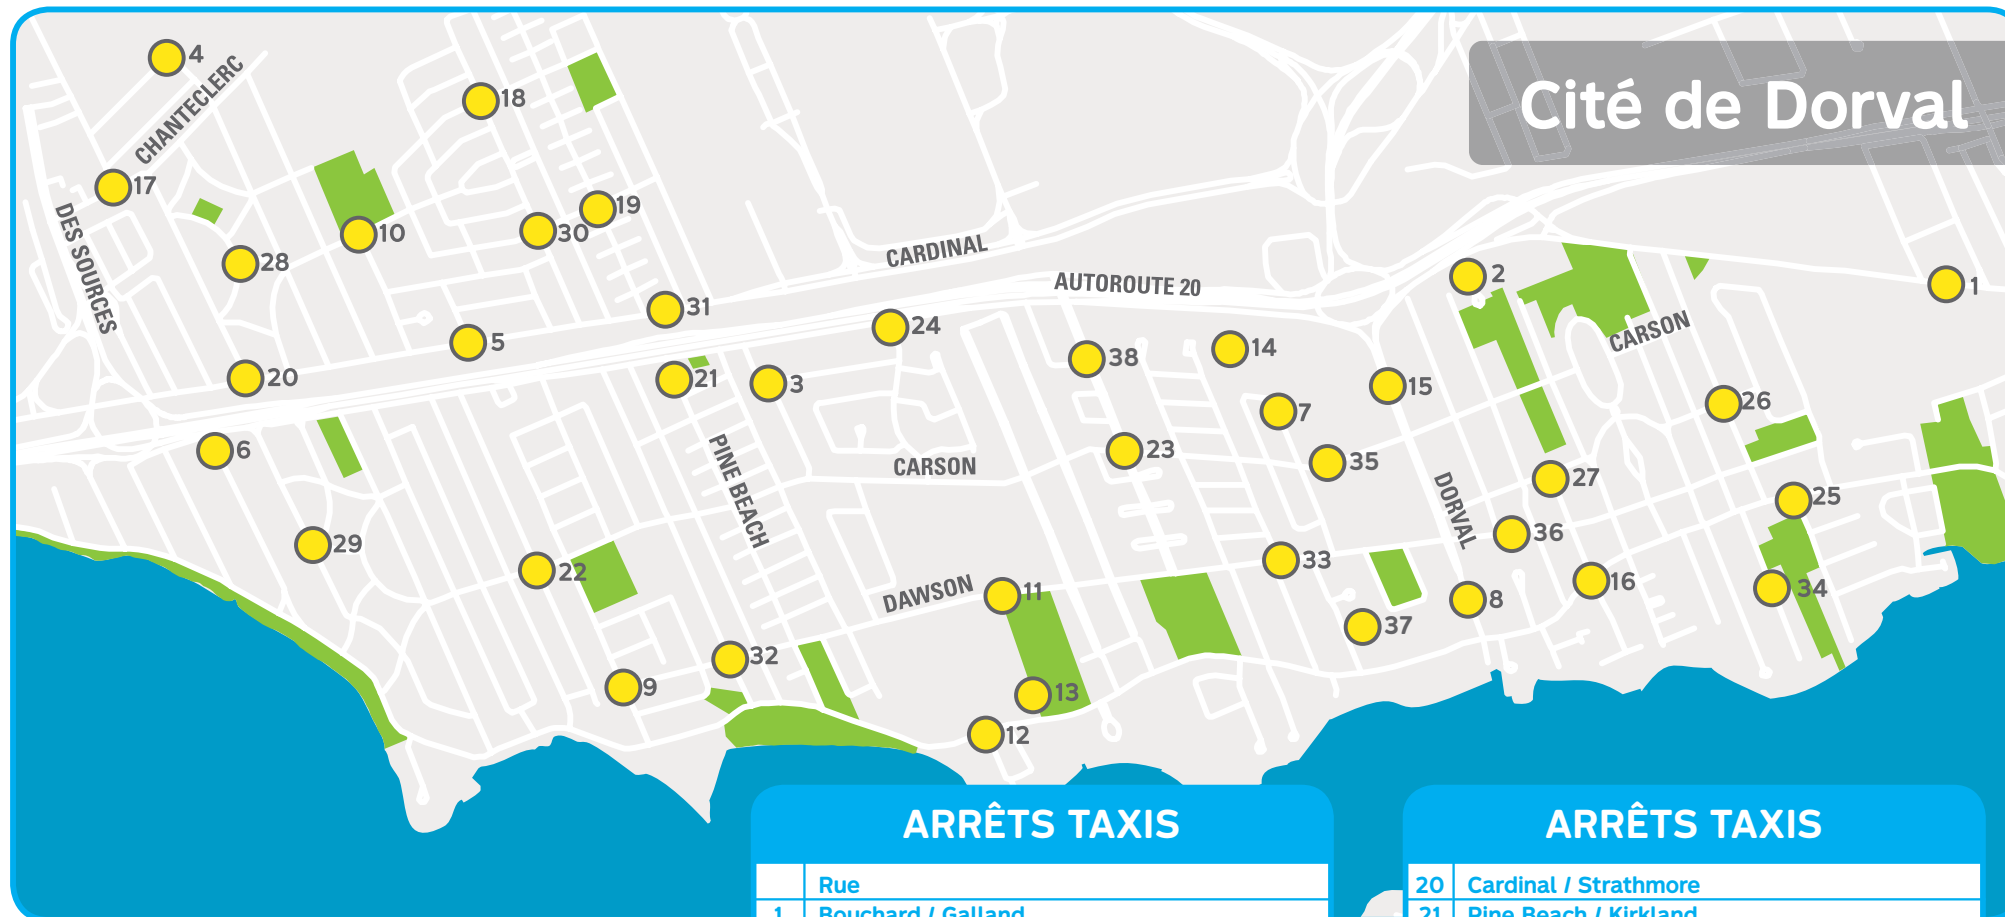 Cité de Dorval
4
CHANTECLERC
18
17
19
DES SOURCES
10
30
28
CARDINAL
2
1
AUTOROUTE 20
31
24
CARSON
5
14
38
20
21
3
15
26
7
6
PINE BEACH
23
CARSON
35
DORVAL
27
25
29
36
22
33
DAWSON
11
16
34
8
37
32
9
13
12
ARRÊTS TAXIS
Rue
1 Bouchard / Galland
ARRÊTS TAXIS
20 Cardinal / Strathmore
21 Pine Beach / Kirkland